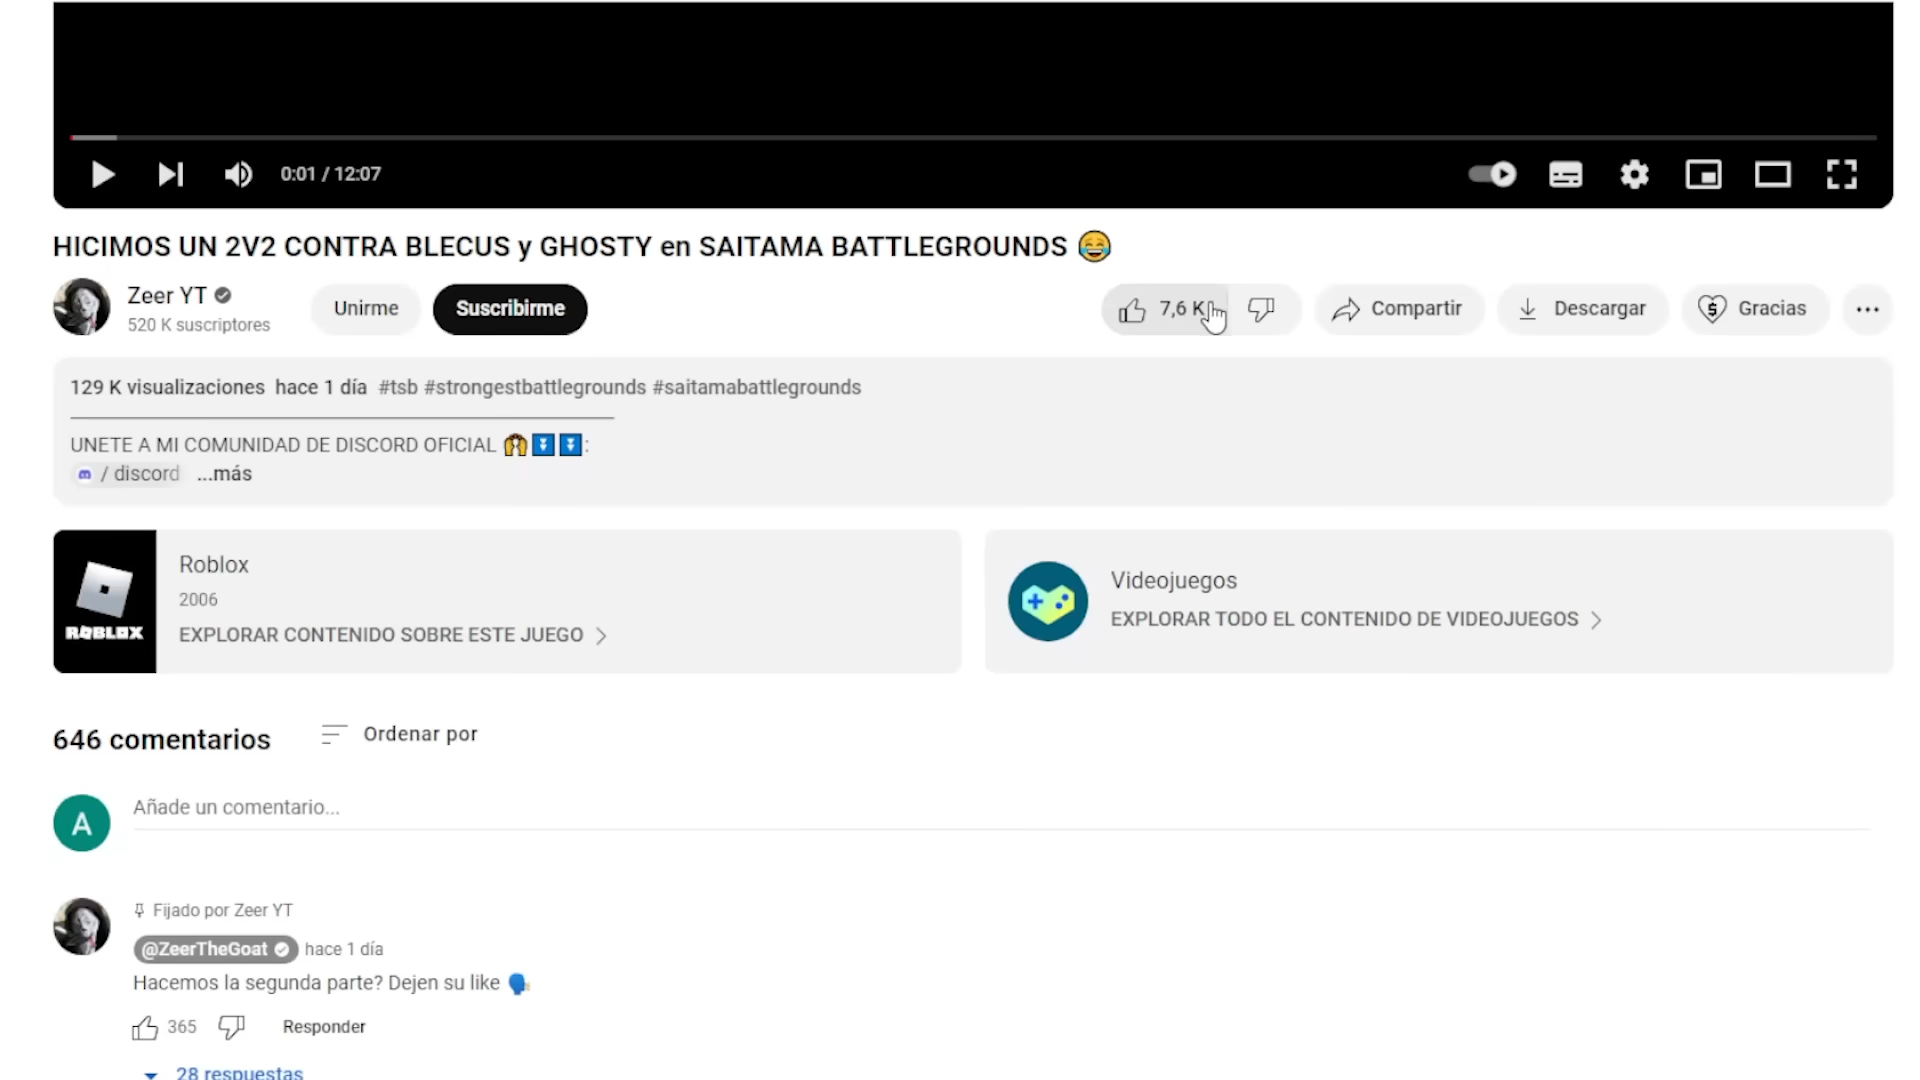 0:01 / 12:07
HICIMOS UN 2V2 CONTRA BLECUS y GHOSTY en SAITAMA BATTLEGROUNDS 😂
Zeer YT
520 K suscriptores
Unirme
Suscribirme
7,6 K
Compartir
Descargar
Gracias
129 K visualizaciones hace 1 día #tsb #strongestbattlegrounds #saitamabattlegrounds
UNETE A MI COMUNIDAD DE DISCORD OFICIAL 🙌⏬⏬:
/ discord ...más
ROBLOX
Roblox
2006
EXPLORAR CONTENIDO SOBRE ESTE JUEGO
Videojuegos
EXPLORAR TODO EL CONTENIDO DE VIDEOJUEGOS
646 comentarios
Ordenar por
A
Añade un comentario...
Fijado por Zeer YT
@ZeerTheGoat hace 1 día
Hacemos la segunda parte? Dejen su like 🗣️
365
Responder
28 respuestas